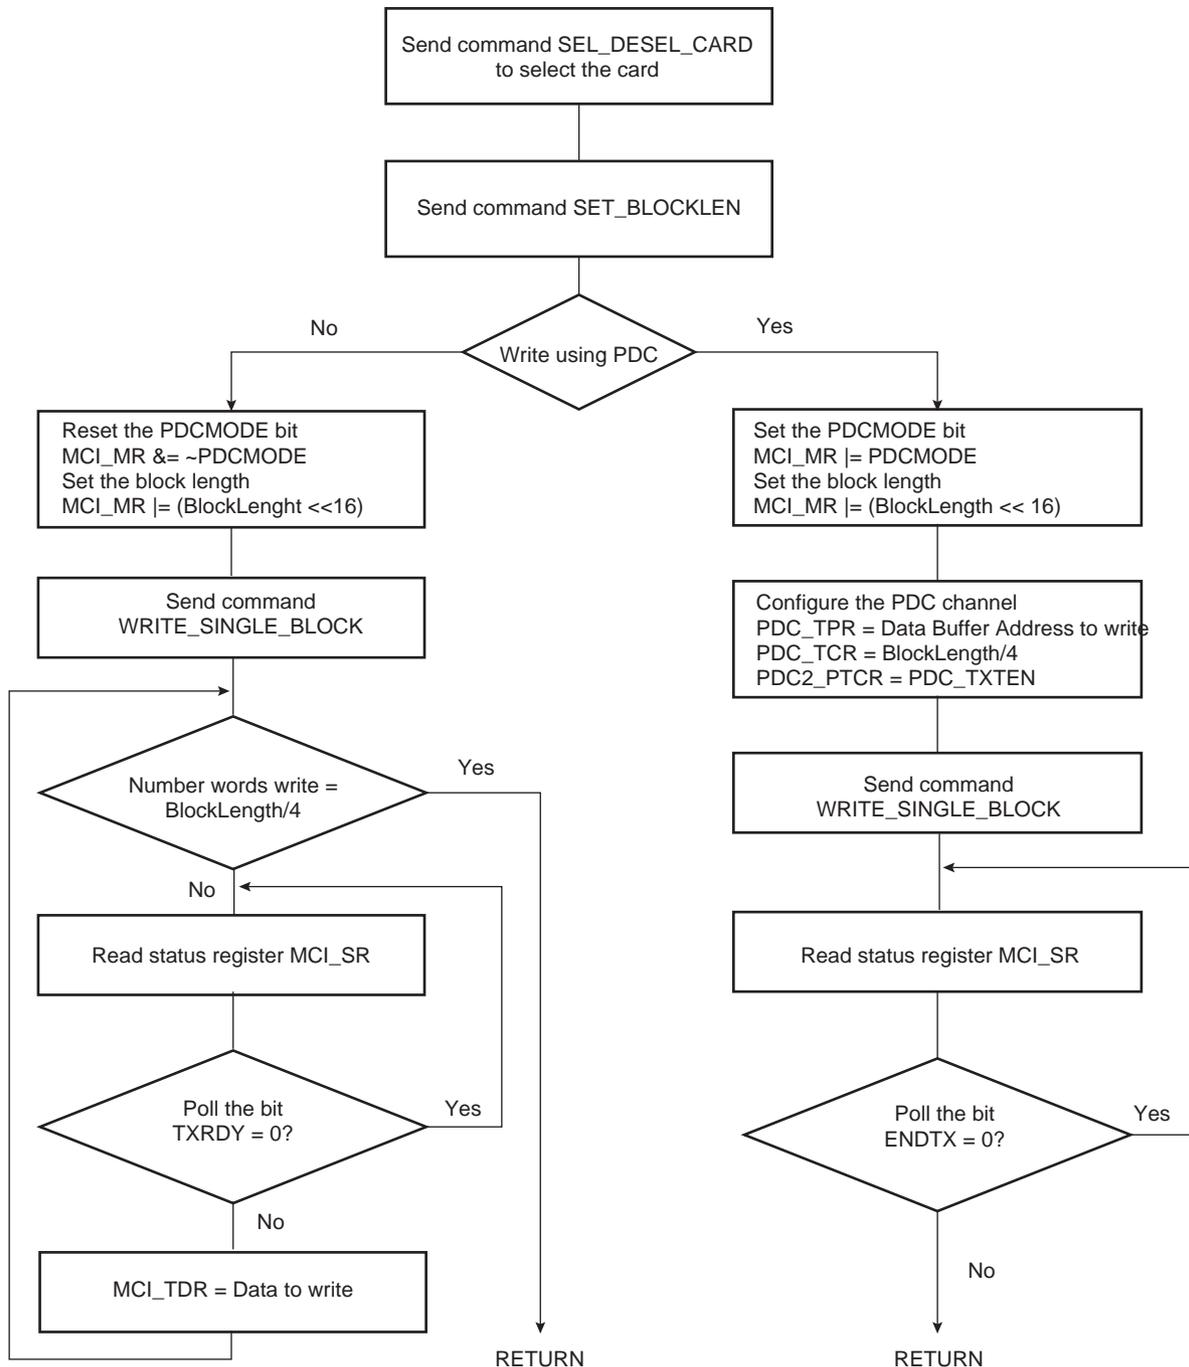 Send command SEL_DESEL_CARD
to select the card
Send command SET_BLOCKLEN
No
Yes
Write using PDC
Reset the PDCMODE bit
MCI_MR &= ~PDCMODE
Set the block length
MCI_MR |= (BlockLenght <<16)
Send command
WRITE_SINGLE_BLOCK
Number words write =
BlockLength/4
Yes
No
Read status register MCI_SR
Poll the bit
TXRDY = 0?
Yes
No
MCI_TDR = Data to write
RETURN
Set the PDCMODE bit
MCI_MR |= PDCMODE
Set the block length
MCI_MR |= (BlockLength << 16)
Configure the PDC channel
PDC_TPR = Data Buffer Address to write
PDC_TCR = BlockLength/4
PDC2_PTCR = PDC_TXTEN
Send command
WRITE_SINGLE_BLOCK
Read status register MCI_SR
Poll the bit
ENDTX = 0?
Yes
No
RETURN